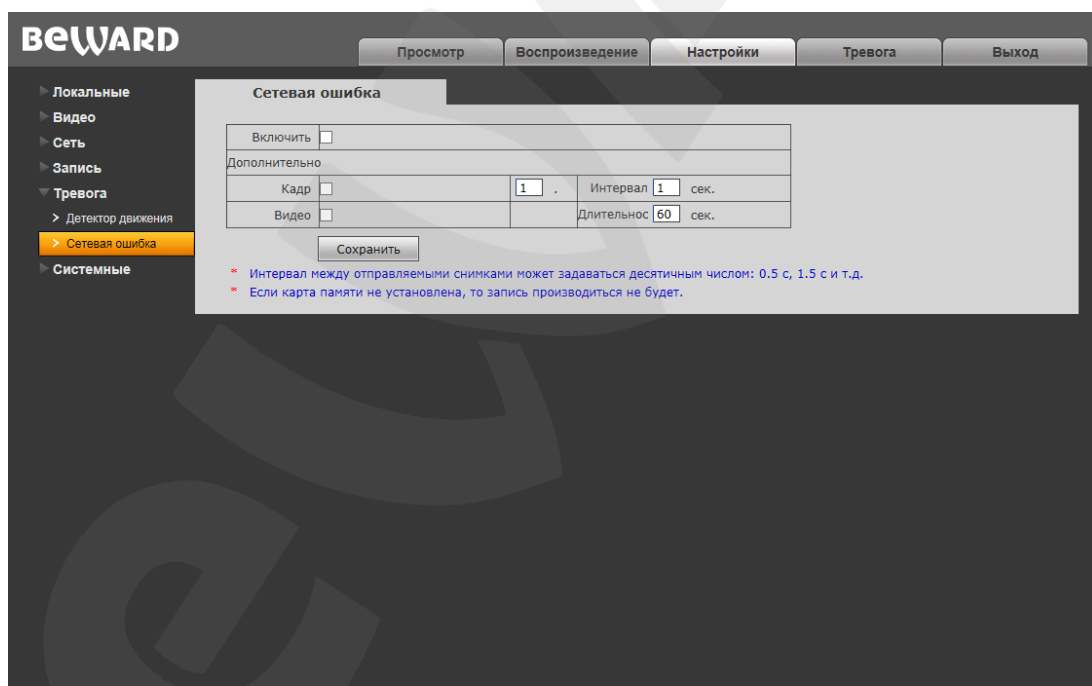 BEWARD
Просмотр Воспроизведение Настройки Тревога Выход
Локальные
Видео
Сеть
Запись
Тревога
> Детектор движения
> Сетевая ошибка
Системные
Сетевая ошибка
Включить
Дополнительно
Кадр 1 . Интервал 1 сек.
Видео Длительнос 60 сек.
Сохранить
* Интервал между отправляемыми снимками может задаваться десятичным числом: 0.5 с, 1.5 с и т.д.
* Если карта памяти не установлена, то запись производиться не будет.